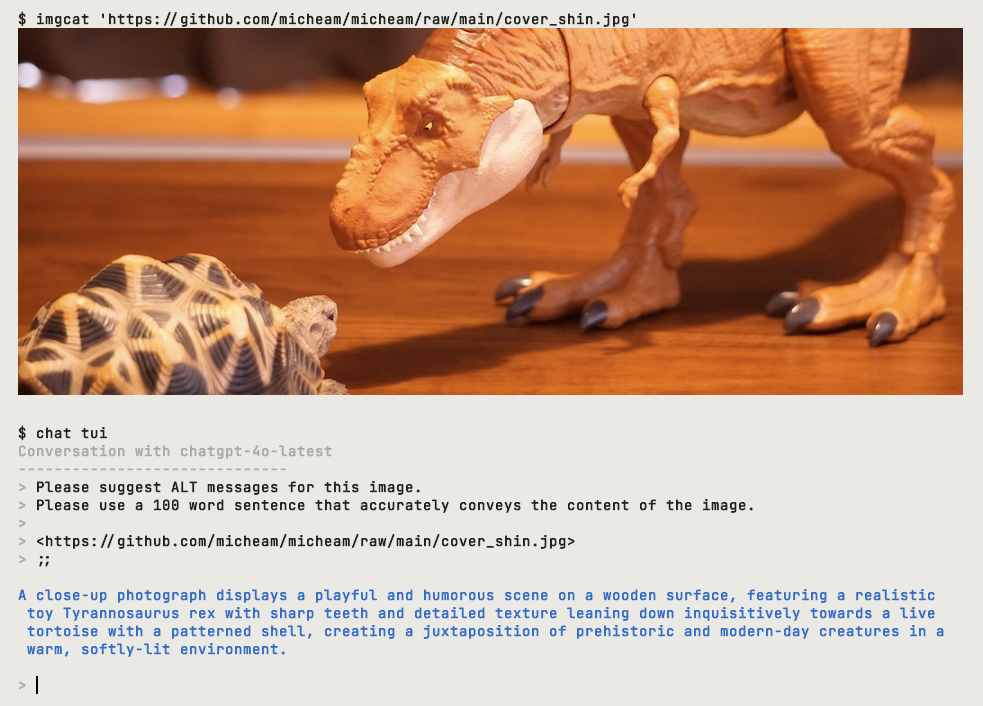 $ imgcat 'https://github.com/micheam/micheam/raw/main/cover_shin.jpg'
$ chat tui
Conversation with chatgpt-4o-latest
------------------------------
> Please suggest ALT messages for this image.
> Please use a 100 word sentence that accurately conveys the content of the image.
>
> <https://github.com/micheam/micheam/raw/main/cover_shin.jpg>
> ;;
A close-up photograph displays a playful and humorous scene on a wooden surface, featuring a realistic
toy Tyrannosaurus rex with sharp teeth and detailed texture leaning down inquisitively towards a live
tortoise with a patterned shell, creating a juxtaposition of prehistoric and modern-day creatures in a
warm, softly-lit environment.
>